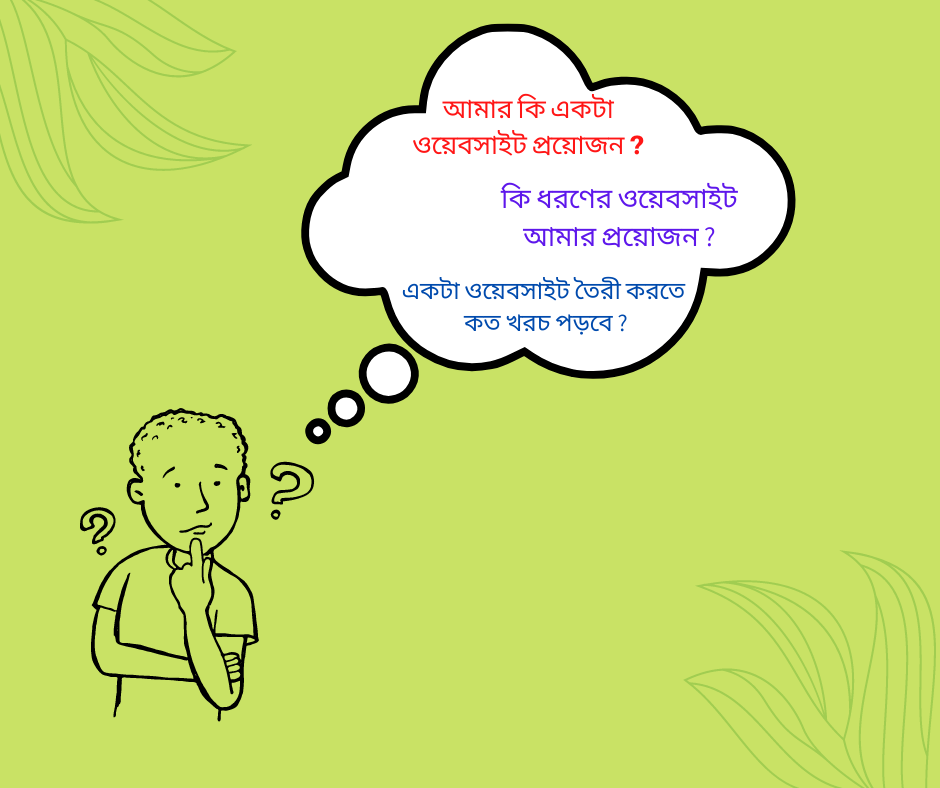 আমার কি একটা
ওয়েবসাইট প্রয়োজন ?
কি ধরণের ওয়েবসাইট
আমার প্রয়োজন ?
একটা ওয়েবসাইট তৈরী করতে
কত খরচ পড়বে ?
?
?